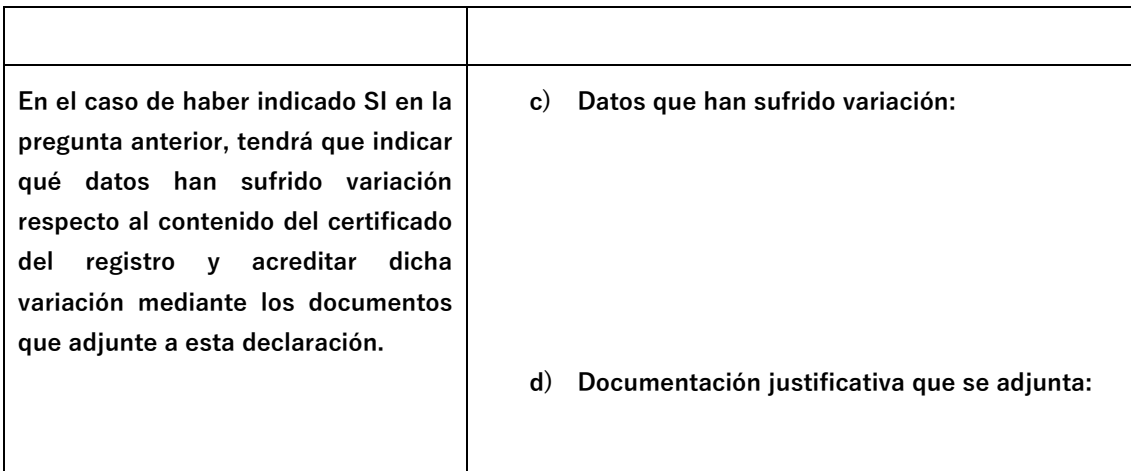 En el caso de haber indicado SI en la
pregunta anterior, tendrá que indicar
qué datos han sufrido variación
respecto al contenido del certificado
del registro y acreditar dicha
variación mediante los documentos
que adjunte a esta declaración.
c) Datos que han sufrido variación:
d) Documentación justificativa que se adjunta: